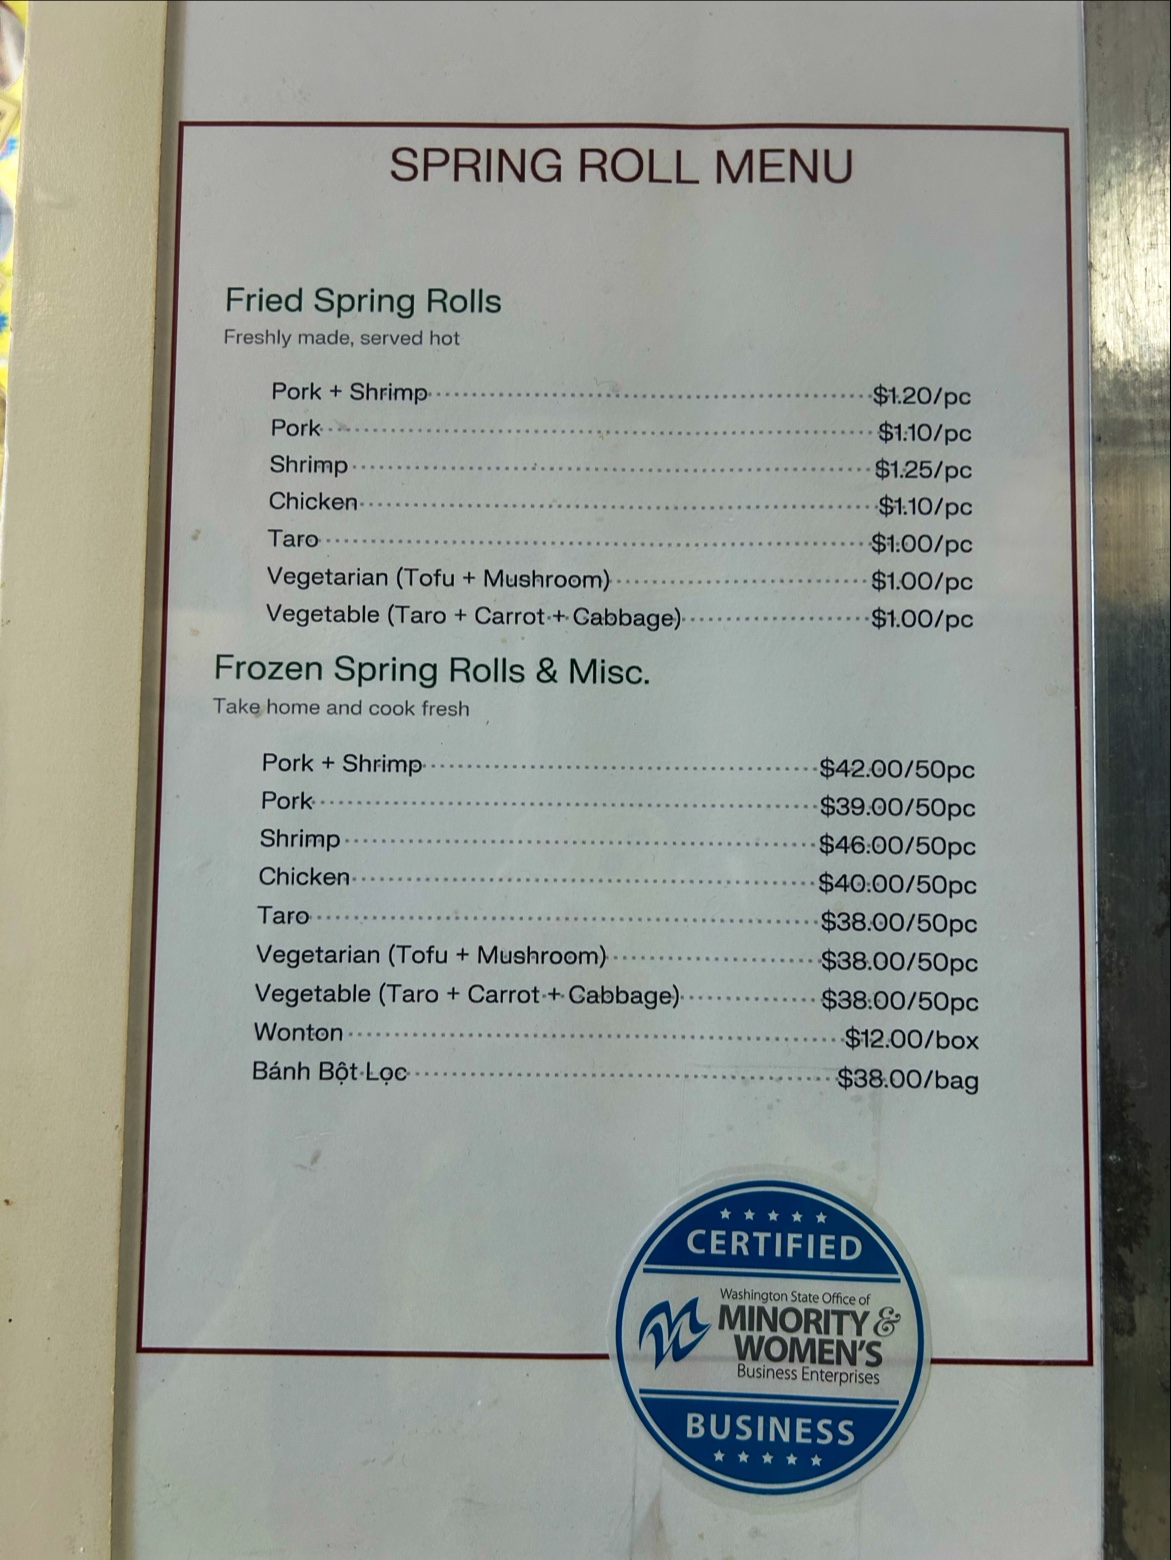 SPRING ROLL MENU
Fried Spring Rolls
Freshly made, served hot
Pork + Shrimp $1.20/pc
Pork $1.10/pc
Shrimp $1.25/pc
Chicken $1.10/pc
Taro $1.00/pc
Vegetarian (Tofu + Mushroom) $1.00/pc
Vegetable (Taro + Carrot + Cabbage) $1.00/pc
Frozen Spring Rolls & Misc.
Take home and cook fresh
Pork + Shrimp $42.00/50pc
Pork $39.00/50pc
Shrimp $46.00/50pc
Chicken $40.00/50pc
Taro $38.00/50pc
Vegetarian (Tofu + Mushroom) $38.00/50pc
Vegetable (Taro + Carrot + Cabbage) $38.00/50pc
Wonton $12.00/box
Bánh Bột Lọc $38.00/bag
CERTIFIED
Washington State Office of
MINORITY &
WOMEN'S
Business Enterprises
BUSINESS